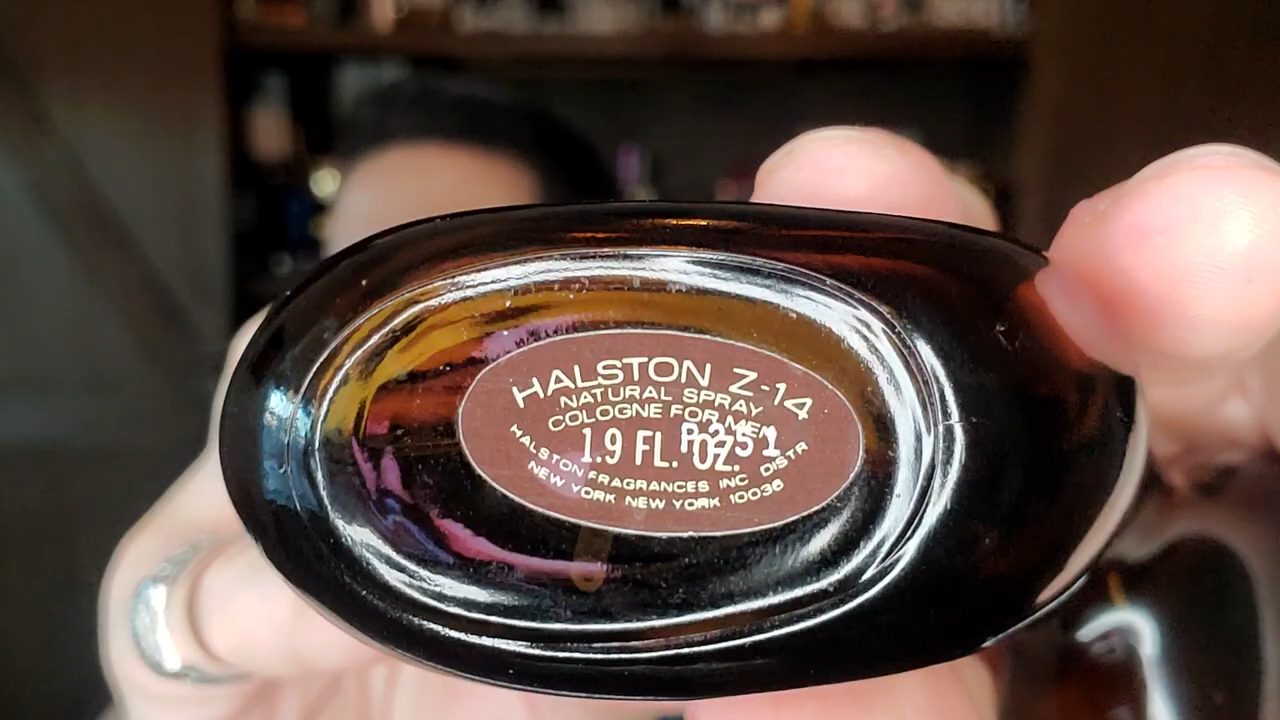 HALSTON Z-14
NATURAL SPRAY
COLOGNE FOR MEN
P251
1.9 FL. OZ.
HALSTON FRAGRANCES INC DISTR
NEW YORK NEW YORK 10036